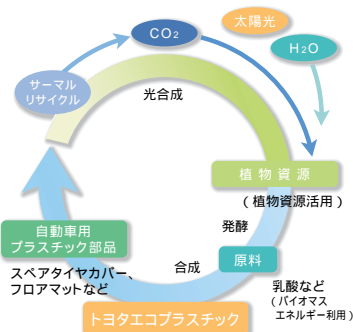 太陽光
CO2
H2O
サーマル
リサイクル
光合成
植物資源
(植物資源活用)
発酵
自動車用
プラスチック部品
原料
合成
スペアタイヤカバー、
フロアマットなど
乳酸など
(バイオマス
エネルギー利用)
トヨタエコプラスチック